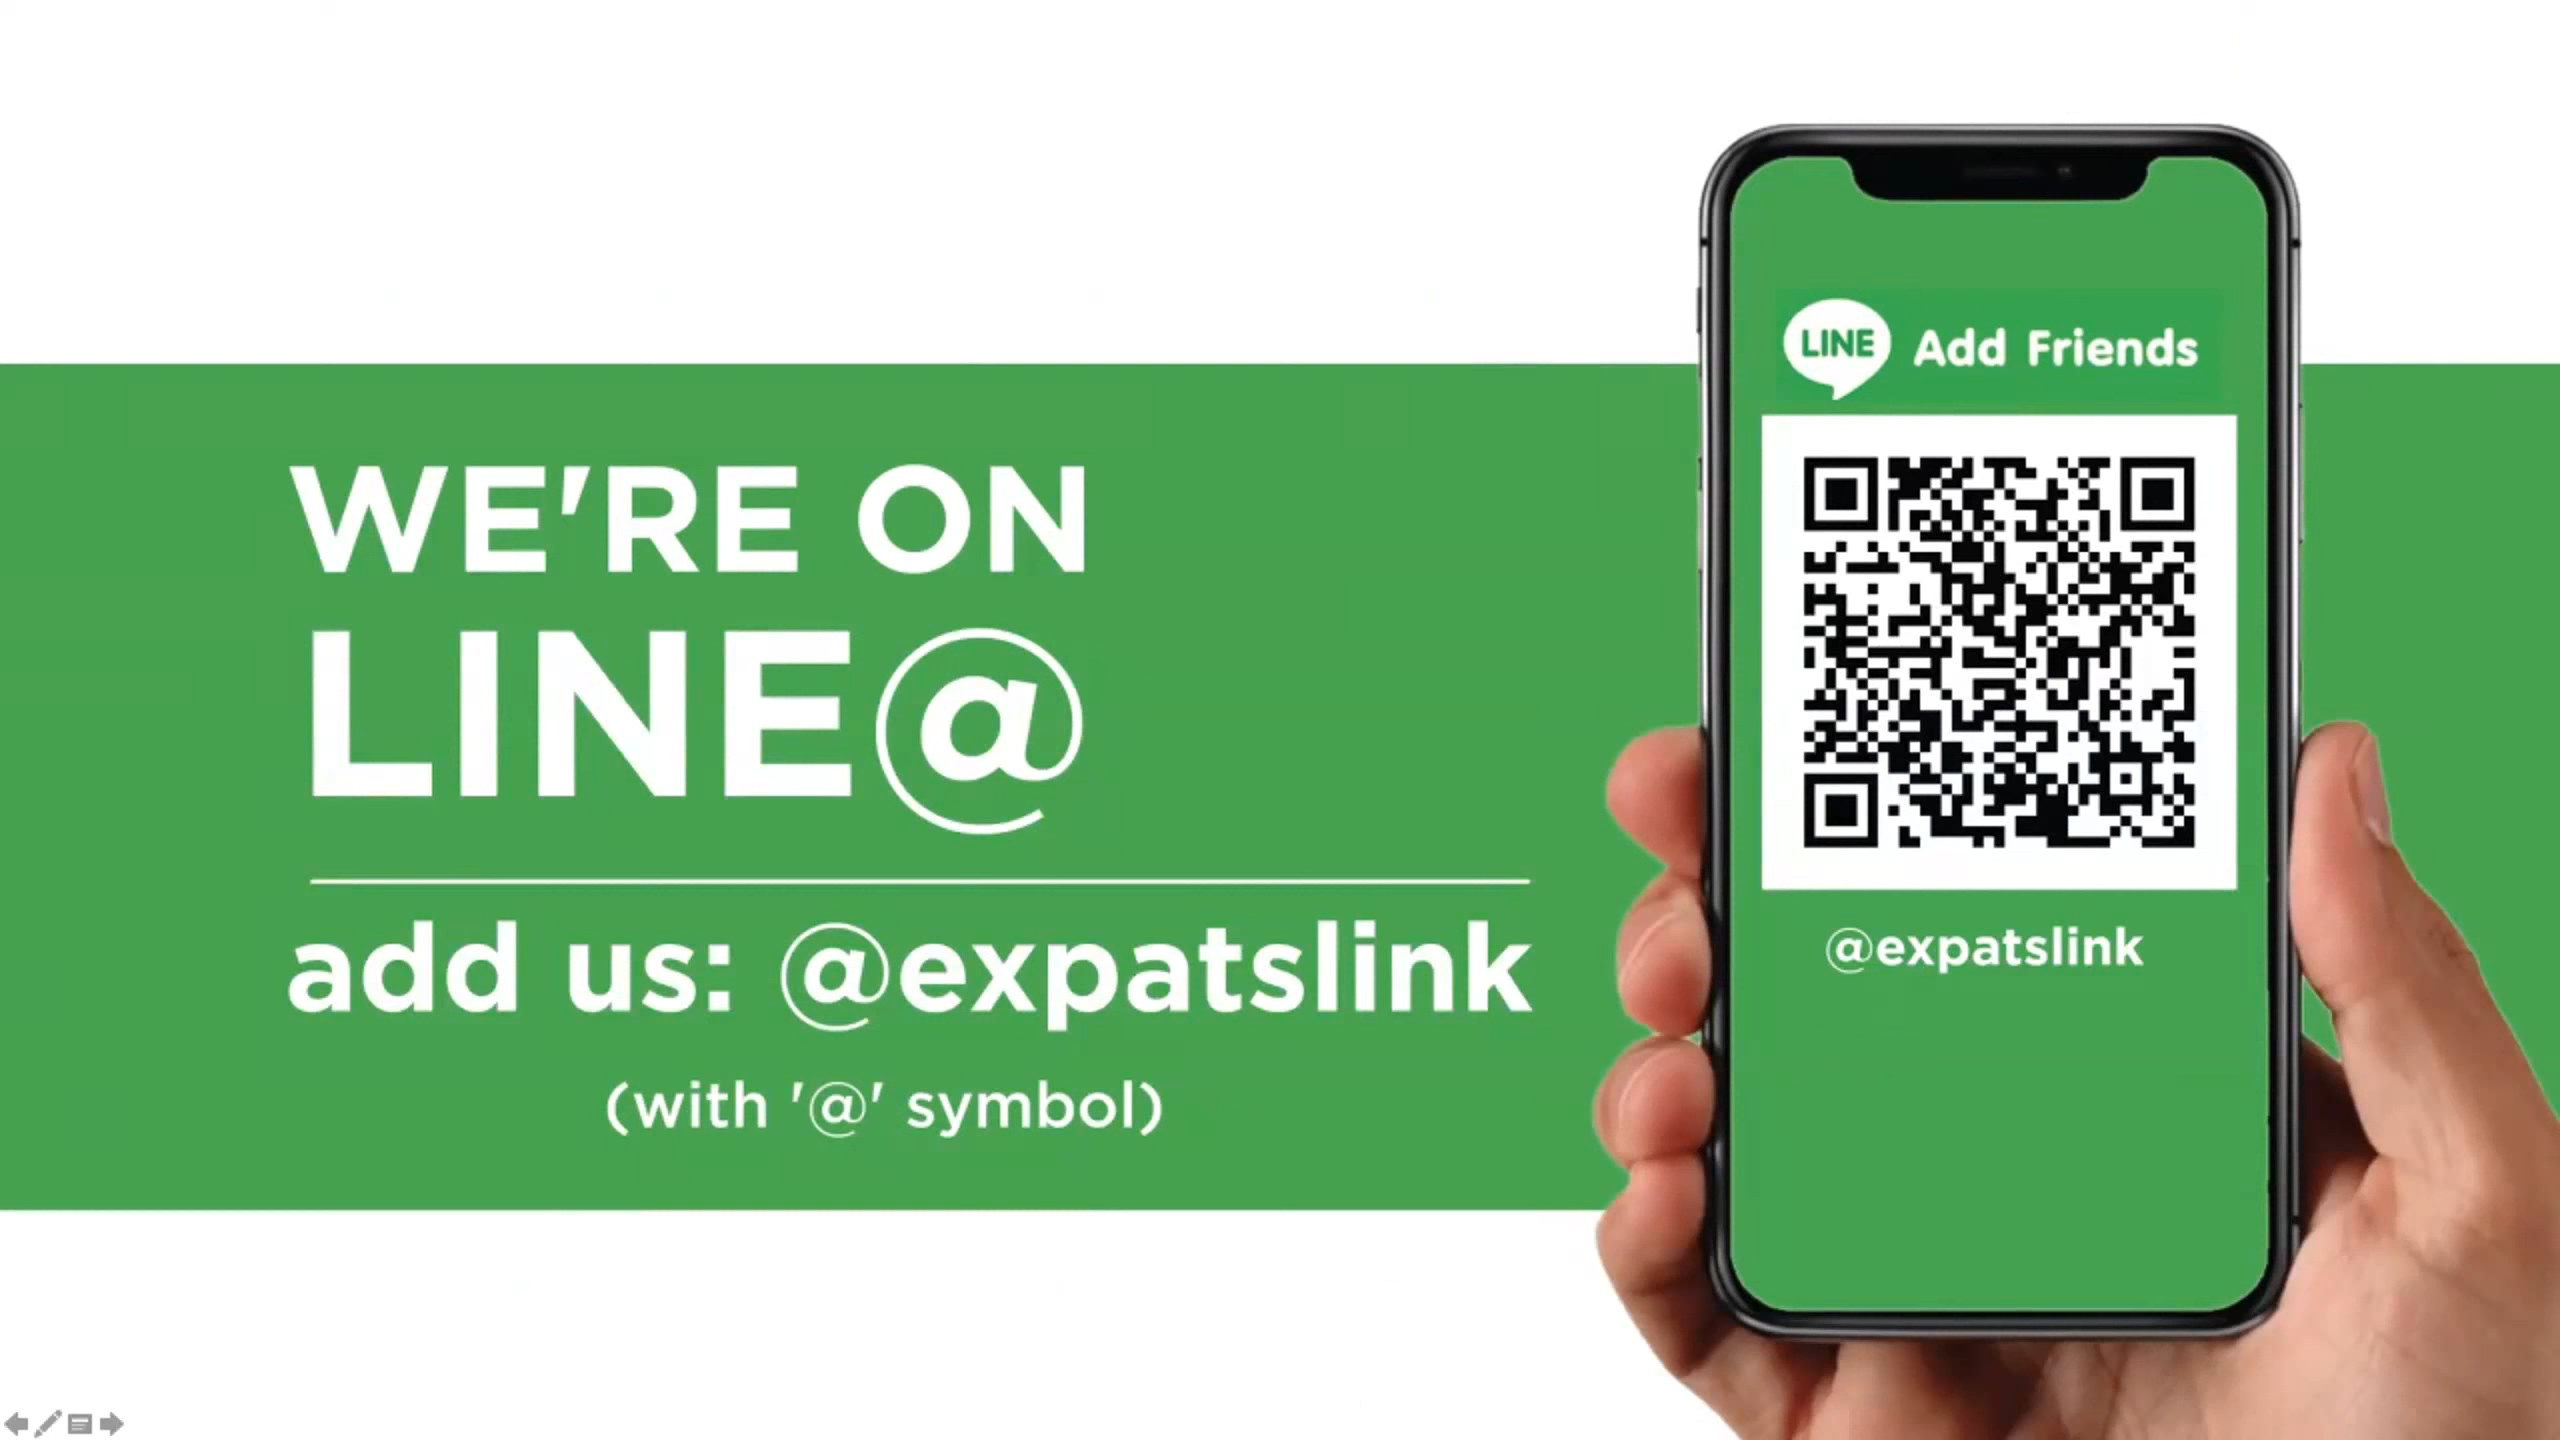 WE'RE ON
LINE@
add us: @expatslink
(with '@' symbol)
LINE Add Friends
@expatslink